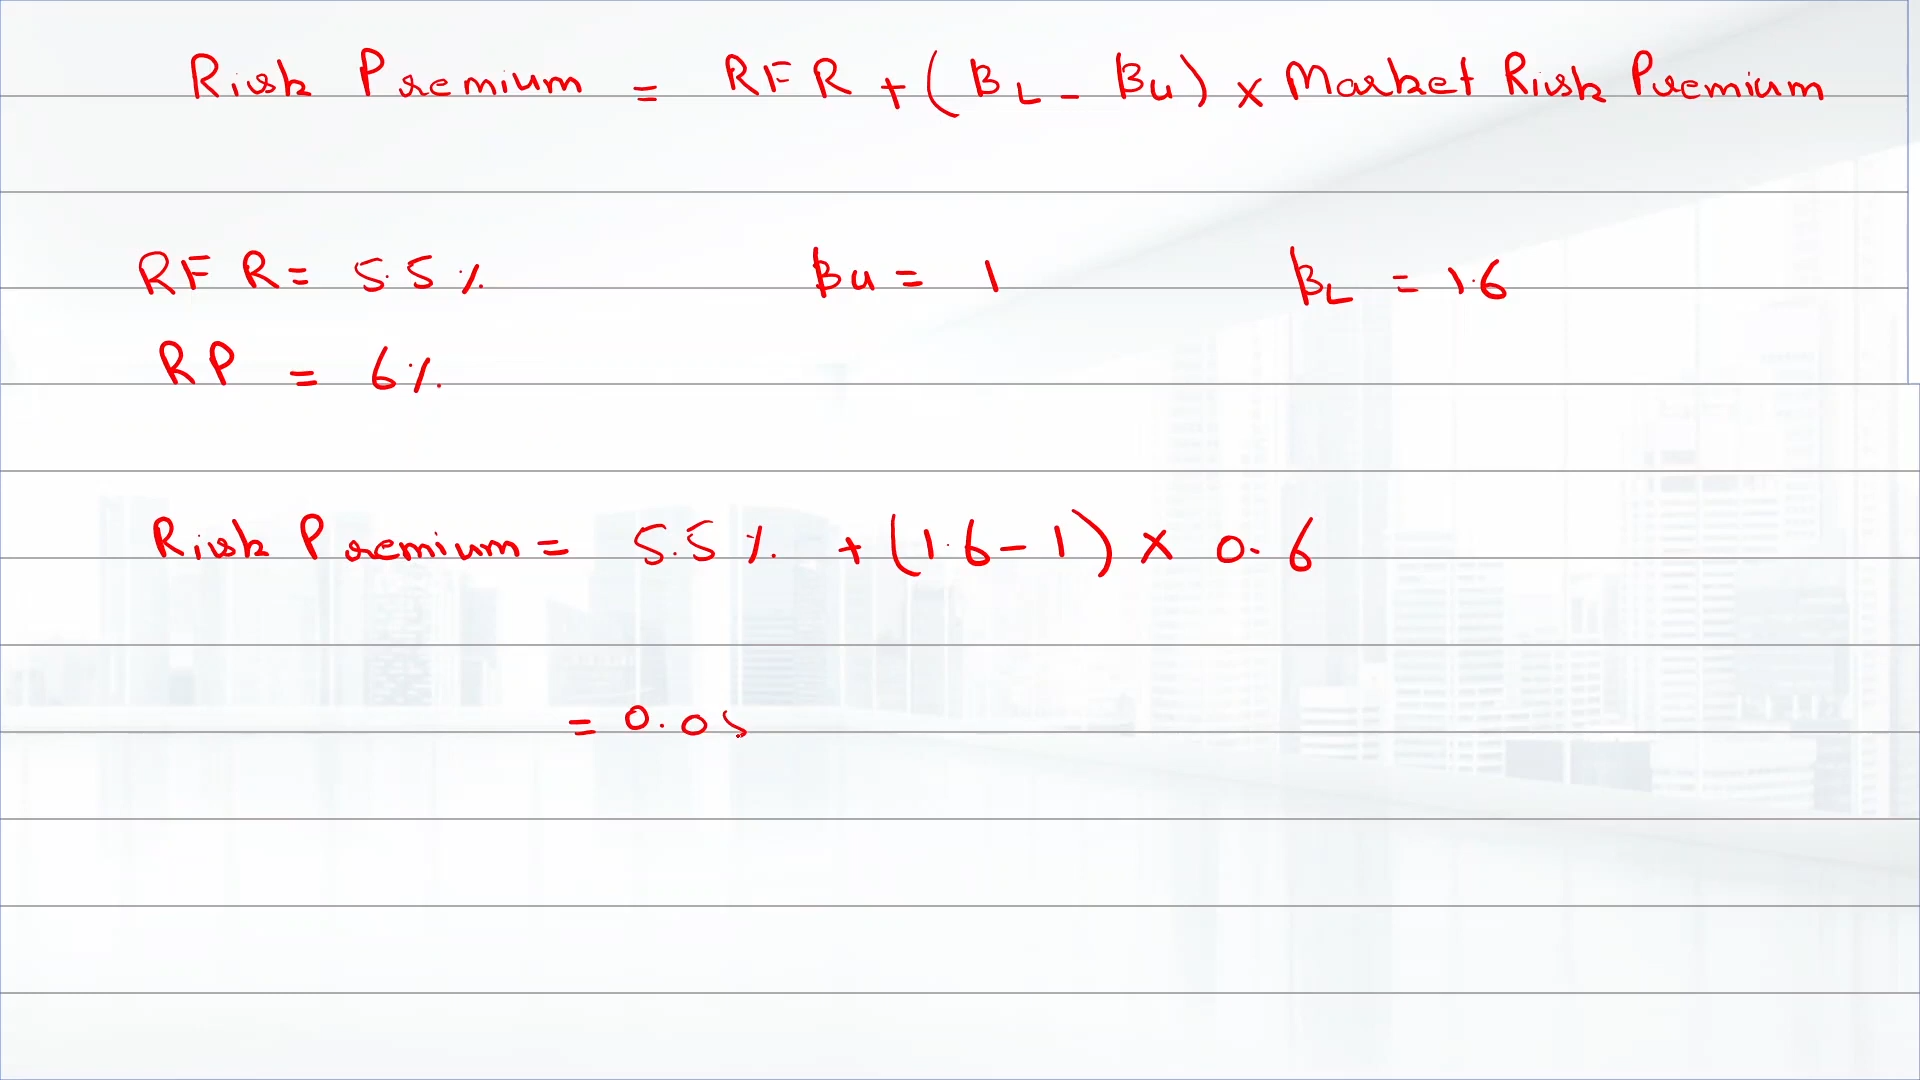 Risk Premium = RFR + (BL - Bu) × Market Risk Premium
RFR = 5.5% Bu = 1 BL = 1.6
RP = 6%
Risk Premium = 5.5% + (1.6 - 1) × 0.6
= 0.05